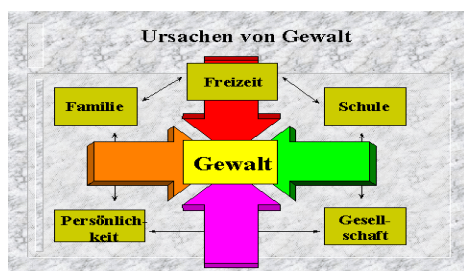 Ursachen von Gewalt
Freizeit
Familie
Schule
Gewalt
Persönlich-
keit
Gesell-
schaft